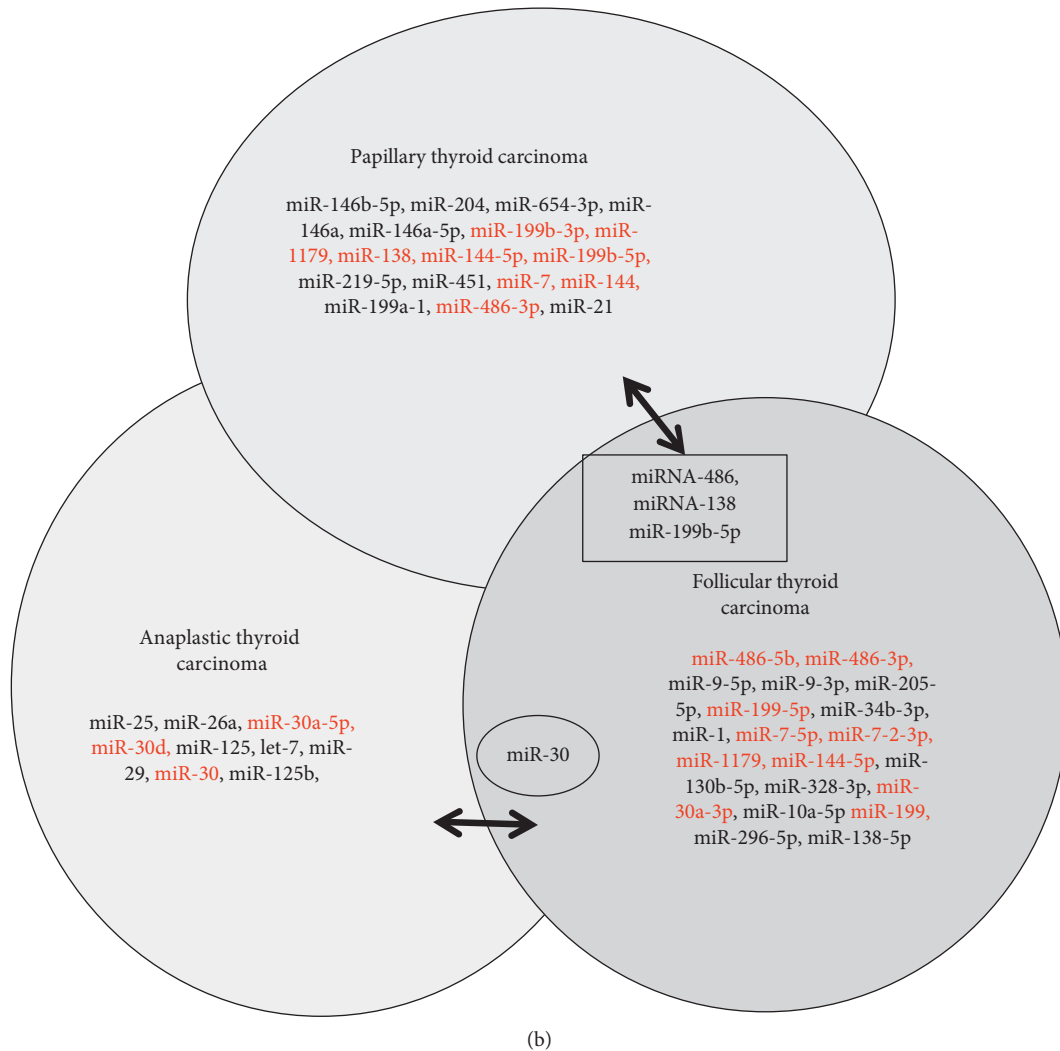 Papillary thyroid carcinoma
miR-146b-5p, miR-204, miR-654-3p, miR-
146a, miR-146a-5p, miR-199b-3p, miR-
1179, miR-138, miR-144-5p, miR-199b-5p,
miR-219-5p, miR-451, miR-7, miR-144,
miR-199a-1, miR-486-3p, miR-21
miRNA-486,
miRNA-138
miR-199b-5p
Follicular thyroid
carcinoma
miR-486-5b, miR-486-3p,
miR-9-5p, miR-9-3p, miR-205-
5p, miR-199-5p, miR-34b-3p,
miR-1, miR-7-5p, miR-7-2-3p,
miR-1179, miR-144-5p, miR-
130b-5p, miR-328-3p, miR-
30a-3p, miR-10a-5p miR-199,
miR-296-5p, miR-138-5p
Anaplastic thyroid
carcinoma
miR-25, miR-26a, miR-30a-5p,
miR-30d, miR-125, let-7, miR-
29, miR-30, miR-125b,
miR-30
(b)